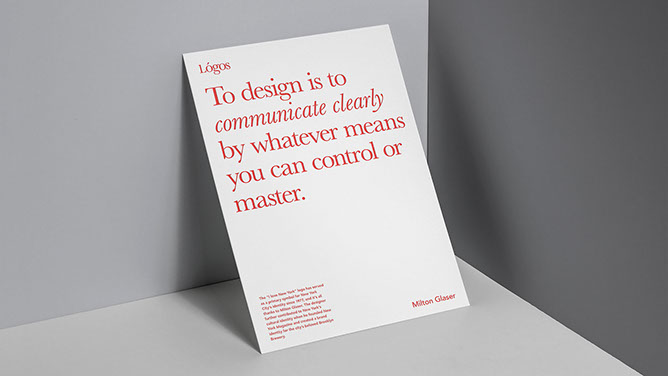 Lógos
To design is to
communicate clearly
by whatever means
you can control or
master.
The "I love New York" logo has served
as a primary symbol for New York
City's identity since 1977, and it's all
thanks to Milton Glaser. The designer
further contributed to New York's
cultural identity when he founded New
York Magazine and created a brand
identity for the city's beloved Brooklyn
Brewery.
Milton Glaser